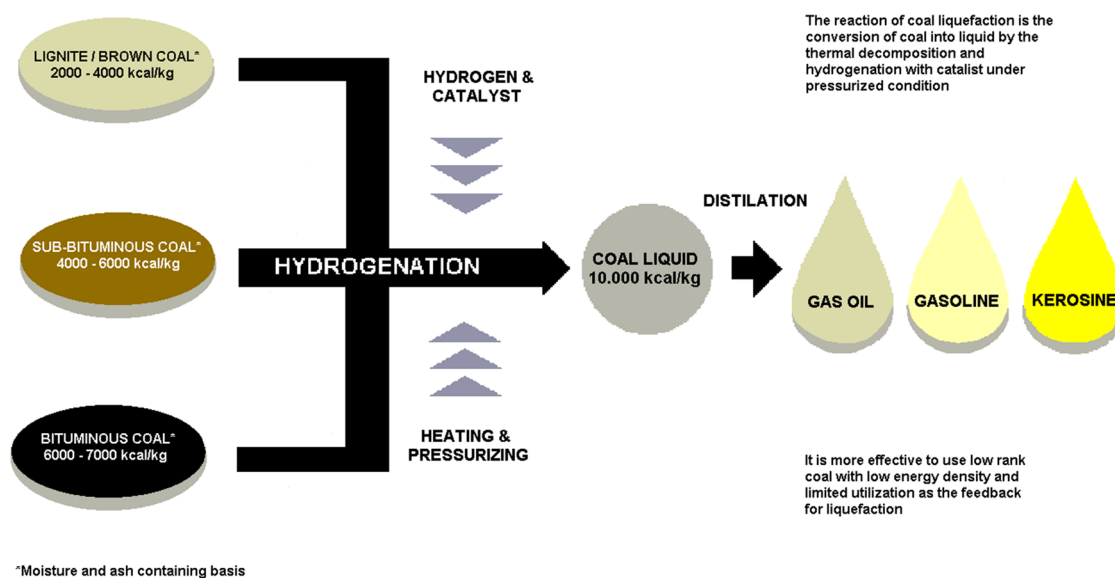 LIGNITE / BROWN COAL*
2000 - 4000 kcal/kg
SUB-BITUMINOUS COAL*
4000 - 6000 kcal/kg
BITUMINOUS COAL*
6000 - 7000 kcal/kg
*Moisture and ash containing basis
HYDROGEN &
CATALYST
HYDROGENATION
HEATING &
PRESSURIZING
COAL LIQUID
10.000 kcal/kg
DISTILATION
GAS OIL
GASOLINE
KEROSINE
The reaction of coal liquefaction is the
conversion of coal into liquid by the
thermal decomposition and
hydrogenation with catalist under
pressurized condition
It is more effective to use low rank
coal with low energy density and
limited utilization as the feedback
for liquefaction